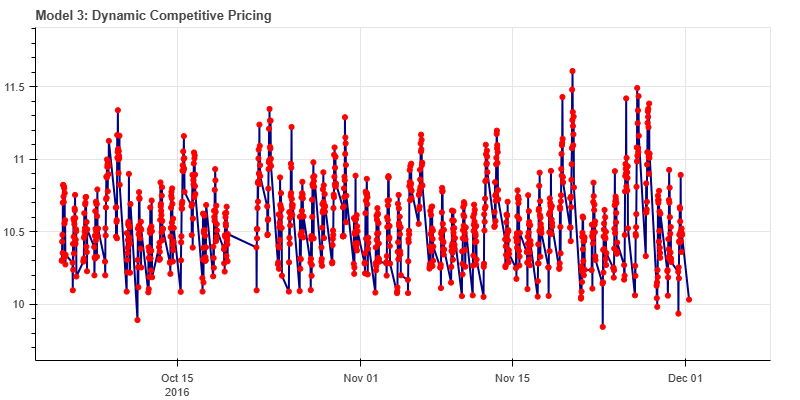 Model 3: Dynamic Competitive Pricing
11.5
11
10.5
10
Oct 15
2016
Nov 01
Nov 15
Dec 01